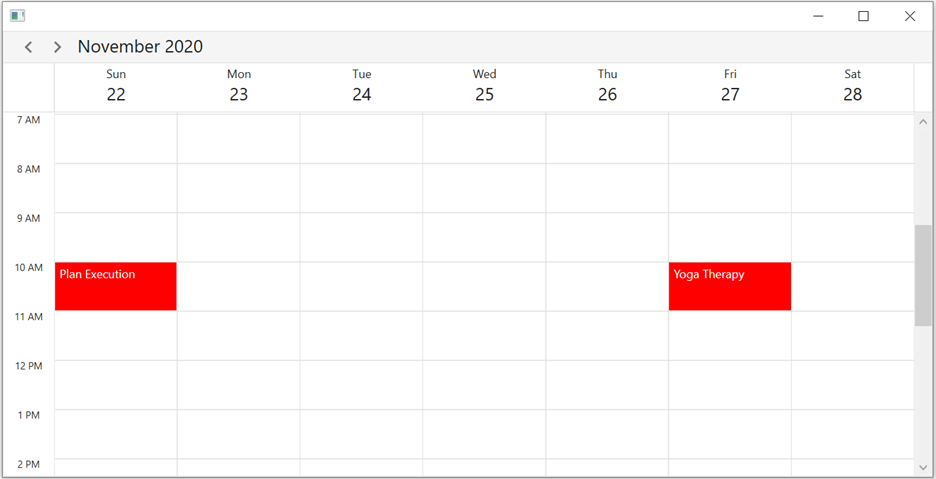 November 2020
Sun Mon Tue Wed Thu Fri Sat
22 23 24 25 26 27 28
7 AM
8 AM
9 AM
10 AM
Plan Execution Yoga Therapy
11 AM
12 PM
1 PM
2 PM